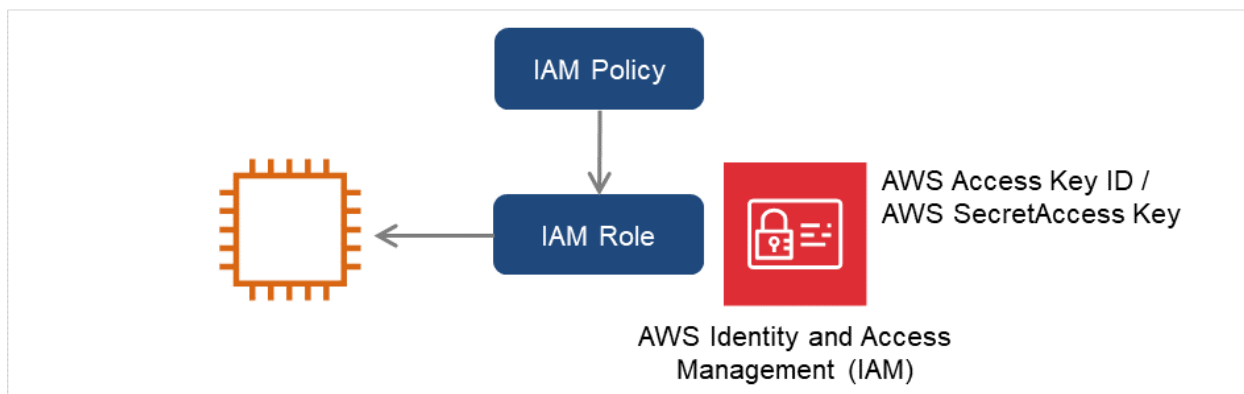 IAM Policy
IAM Role
AWS Access Key ID /
AWS SecretAccess Key
AWS Identity and Access
Management (IAM)